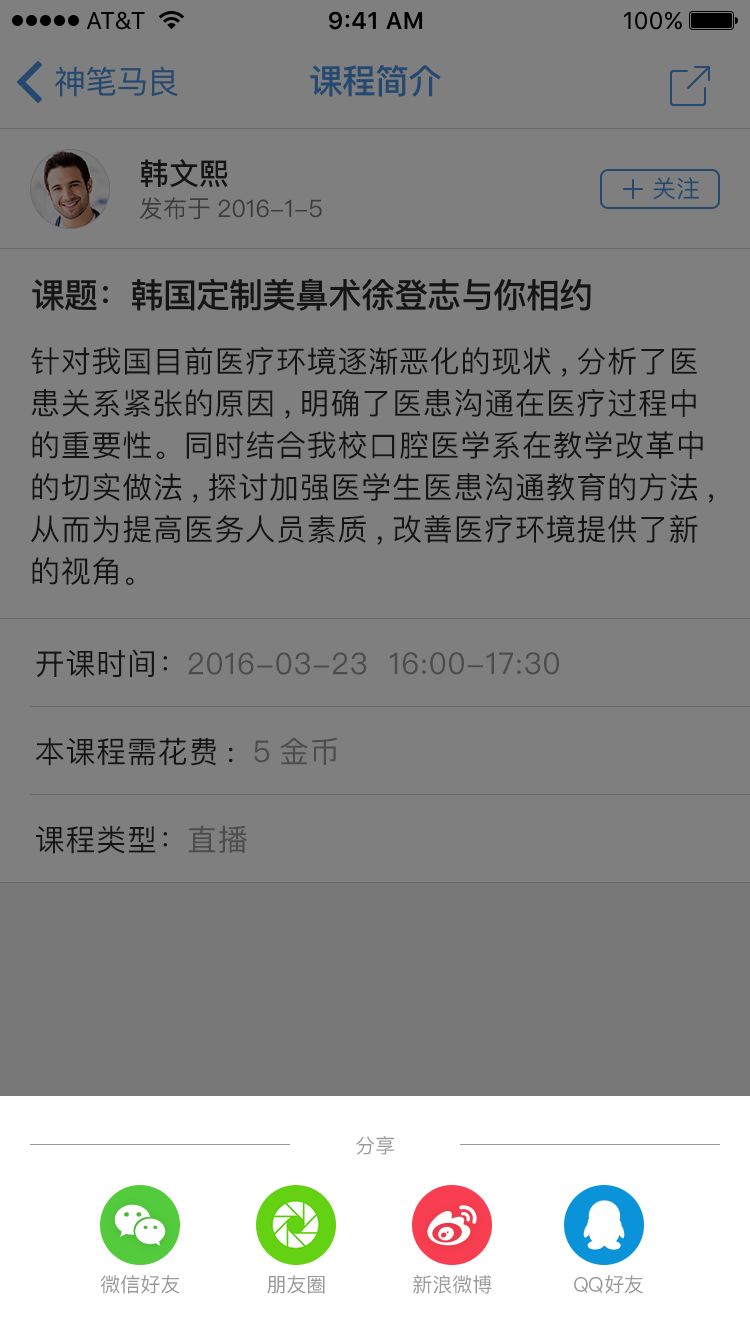 AT&T 9:41 AM 100%
神笔马良 课程简介
韩文熙
发布于 2016-1-5
+ 关注
课题：韩国定制美鼻术徐登志与你相约
针对我国目前医疗环境逐渐恶化的现状，分析了医
患关系紧张的原因，明确了医患沟通在医疗过程中
的重要性。同时结合我校口腔医学系在教学改革中
的切实做法，探讨加强医学生医患沟通教育的方法，
从而为提高医务人员素质，改善医疗环境提供了新
的视角。
开课时间：2016-03-23 16:00-17:30
本课程需花费：5 金币
课程类型：直播
分享
微信好友 朋友圈 新浪微博 QQ好友